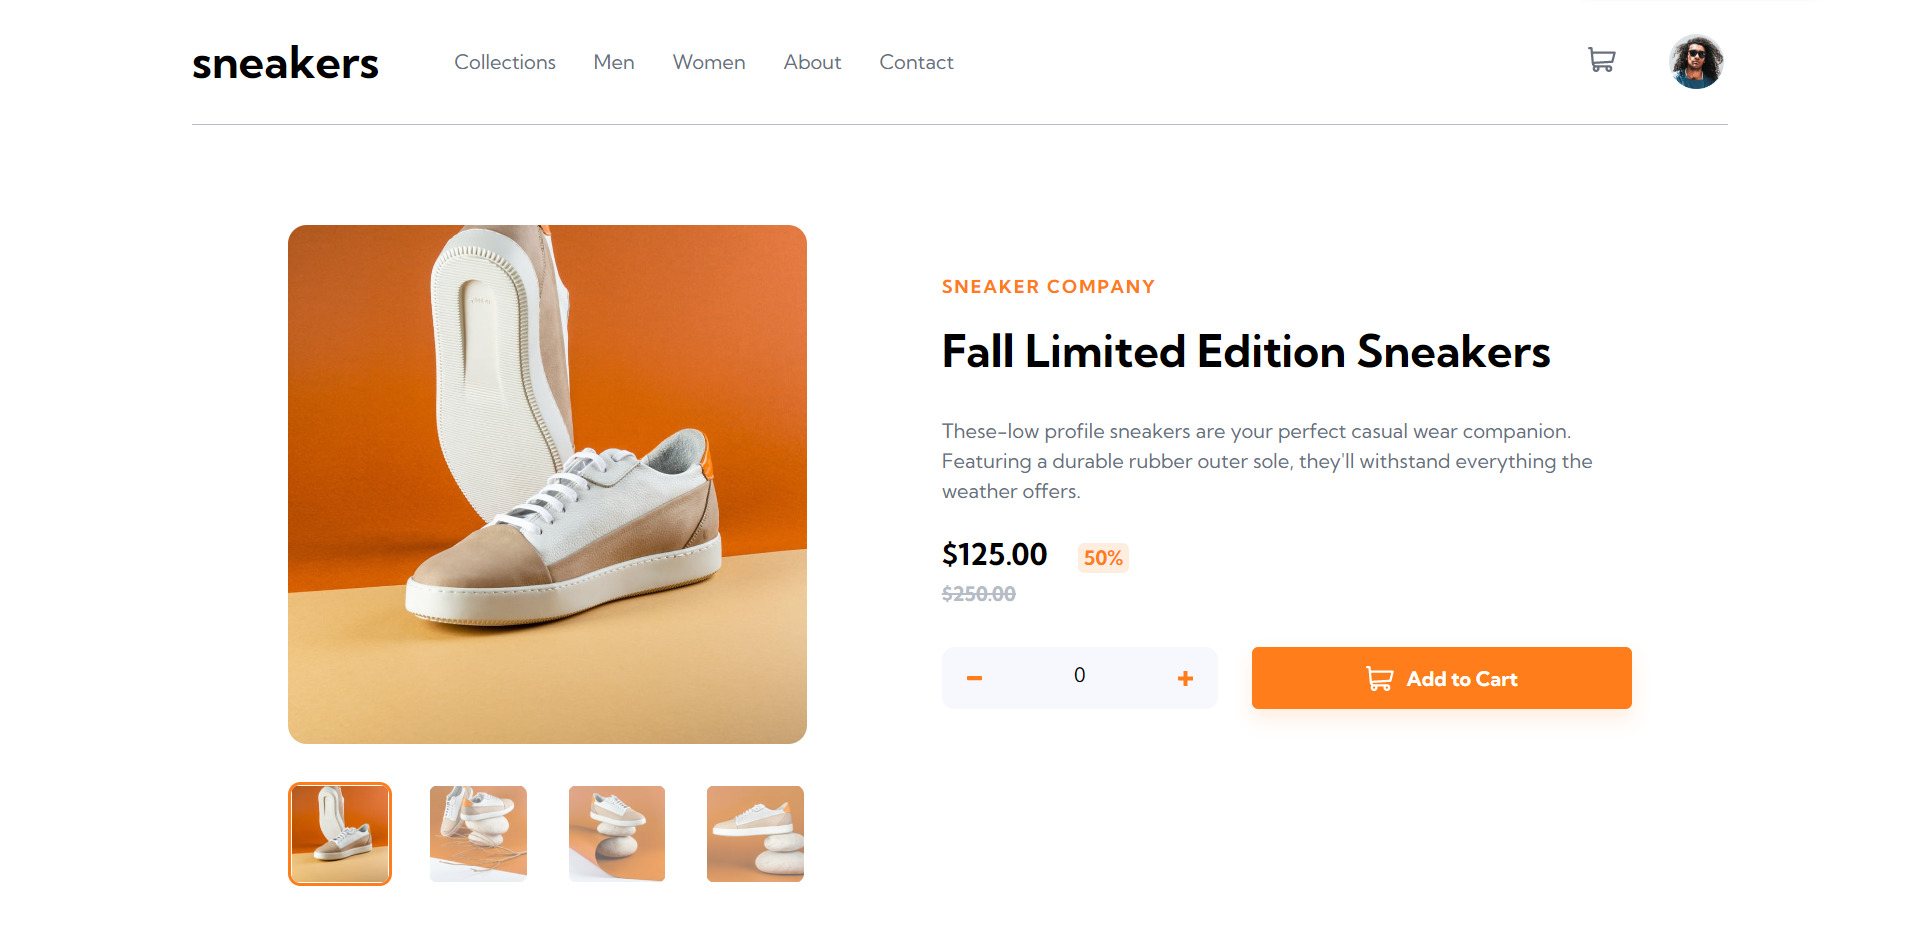 sneakers
Collections Men Women About Contact
SNEAKER COMPANY
Fall Limited Edition Sneakers
These-low profile sneakers are your perfect casual wear companion.
Featuring a durable rubber outer sole, they'll withstand everything the
weather offers.
$125.00 50%
$250.00
0
Add to Cart